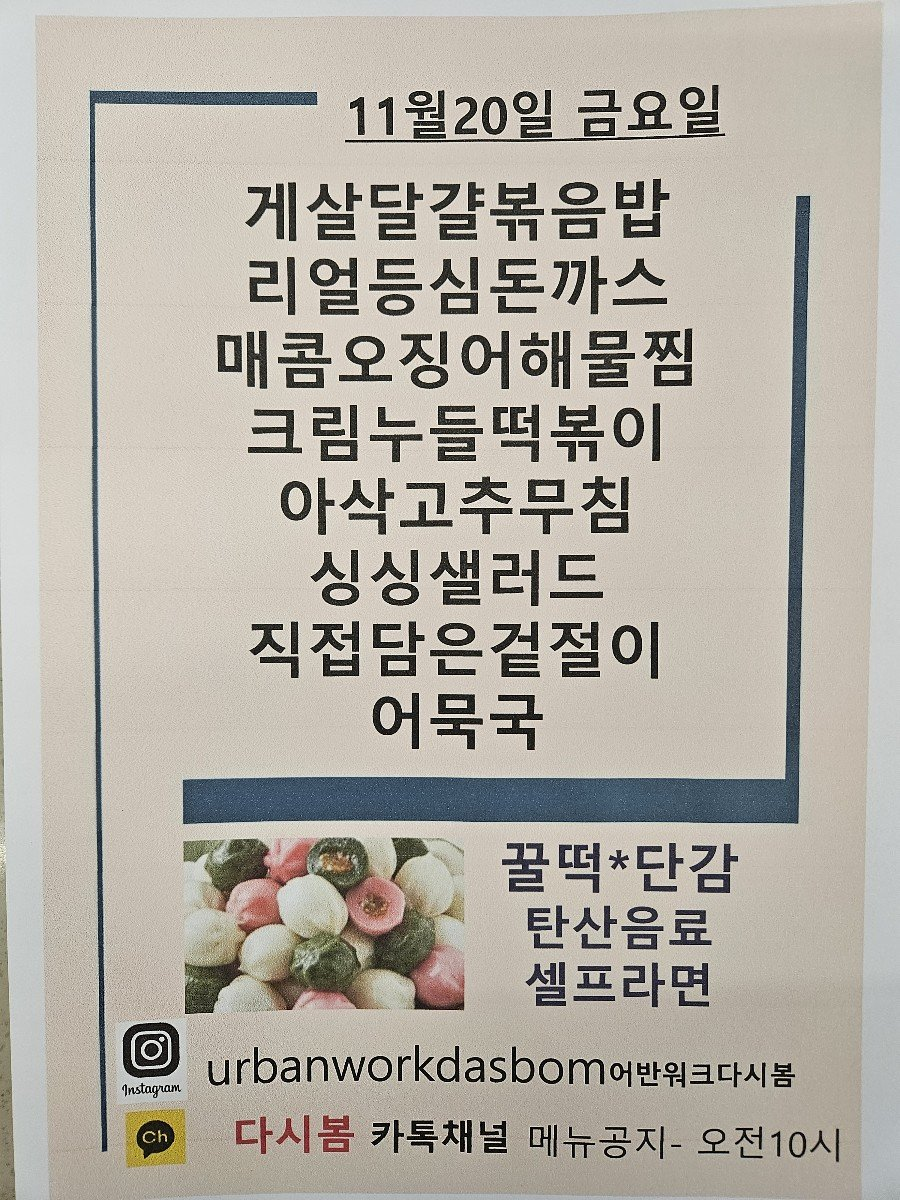 11월20일 금요일
게살달걀볶음밥
리얼등심돈까스
매콤오징어해물찜
크림누들떡볶이
아삭고추무침
싱싱샐러드
직접담은겉절이
어묵국
꿀떡*단감
탄산음료
셀프라면
Instagram
urbanworkdasbom어반워크다시봄
Ch
다시봄 카톡채널 메뉴공지- 오전10시